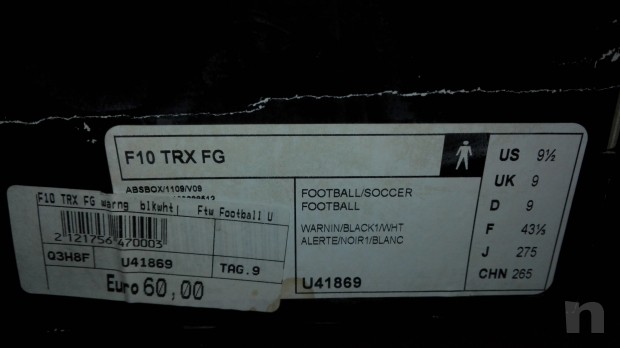 F10 TRX FG
ABSBOX/1109/V09
FOOTBALL/SOCCER
FOOTBALL
WARNIN/BLACK1/WHT
ALERTE/NOIR1/BLANC
U41869
US 9½
UK 9
D 9
F 43⅓
J 275
CHN 265
F10 TRX FG warng blkwht| Ftw Football U
2 121756 470003
Q3H8F U41869 TAG.9
Euro 60,00
n